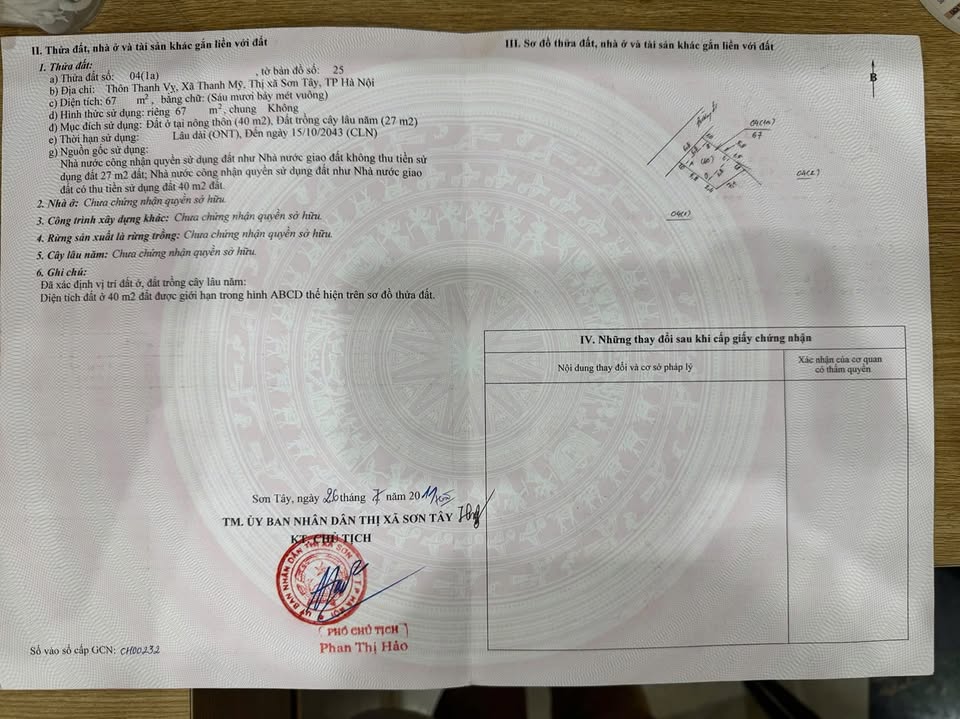 II. Thửa đất, nhà ở và tài sản khác gắn liền với đất
1. Thửa đất:
a) Thửa đất số: 04(1a) , tờ bản đồ số: 25
b) Địa chỉ: Thôn Thanh Vỵ, Xã Thanh Mỹ, Thị xã Sơn Tây, TP Hà Nội
c) Diện tích: 67 m², bằng chữ: (Sáu mươi bảy mét vuông)
d) Hình thức sử dụng: riêng 67 m², chung Không
đ) Mục đích sử dụng: Đất ở tại nông thôn (40 m2), Đất trồng cây lâu năm (27 m2)
e) Thời hạn sử dụng: Lâu dài (ONT), Đến ngày 15/10/2043 (CLN)
g) Nguồn gốc sử dụng:
Nhà nước công nhận quyền sử dụng đất như Nhà nước giao đất không thu tiền sử
dụng đất 27 m2 đất; Nhà nước công nhận quyền sử dụng đất như Nhà nước giao
đất có thu tiền sử dụng đất 40 m2 đất.
2. Nhà ở: Chưa chứng nhận quyền sở hữu.
3. Công trình xây dựng khác: Chưa chứng nhận quyền sở hữu.
4. Rừng sản xuất là rừng trồng: Chưa chứng nhận quyền sở hữu.
5. Cây lâu năm: Chưa chứng nhận quyền sở hữu.
6. Ghi chú:
Đã xác định vị trí đất ở, đất trồng cây lâu năm:
Diện tích đất ở 40 m2 đất được giới hạn trong hình ABCD thể hiện trên sơ đồ thửa đất.
Sơn Tây, ngày 26 tháng 7 năm 2011
TM. ỦY BAN NHÂN DÂN THỊ XÃ SƠN TÂY
KT. CHỦ TỊCH
PHÓ CHỦ TỊCH
Phan Thị Hảo
Số vào sổ cấp GCN: CH00232
III. Sơ đồ thửa đất, nhà ở và tài sản khác gắn liền với đất
B
04(1a)
67
04(2)
04(1)
IV. Những thay đổi sau khi cấp giấy chứng nhận
Nội dung thay đổi và cơ sở pháp lý
Xác nhận của cơ quan
có thẩm quyền